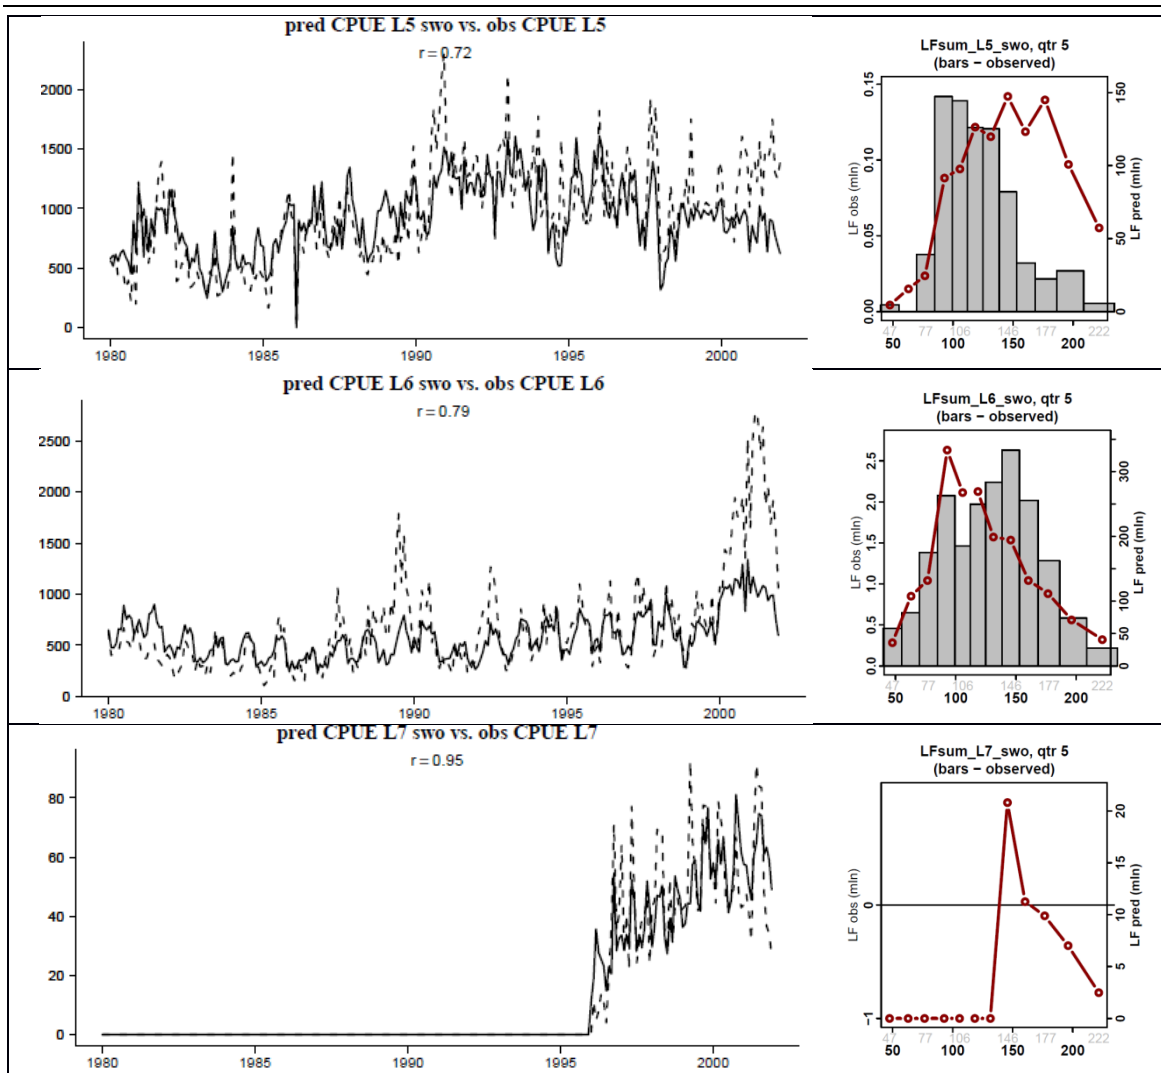 pred CPUE L5 swo vs. obs CPUE L5
r = 0.72
2000
1500
1000
500
0
1980 1985 1990 1995 2000
LFsum_L5_swo, qtr 5
(bars − observed)
LF obs (mln)
0.15
0.10
0.05
0.00
LF pred (mln)
150
100
50
0
47 77 106 146 177 222
50 100 150 200
pred CPUE L6 swo vs. obs CPUE L6
r = 0.79
2500
2000
1500
1000
500
0
1980 1985 1990 1995 2000
LFsum_L6_swo, qtr 5
(bars − observed)
LF obs (mln)
2.5
2.0
1.5
1.0
0.5
0.0
LF pred (mln)
300
200
100
50
0
47 77 106 146 177 222
50 100 150 200
pred CPUE L7 swo vs. obs CPUE L7
r = 0.95
80
60
40
20
0
1980 1985 1990 1995 2000
LFsum_L7_swo, qtr 5
(bars − observed)
LF obs (mln)
0
−1
LF pred (mln)
20
15
10
5
0
47 77 106 146 177 222
50 100 150 200